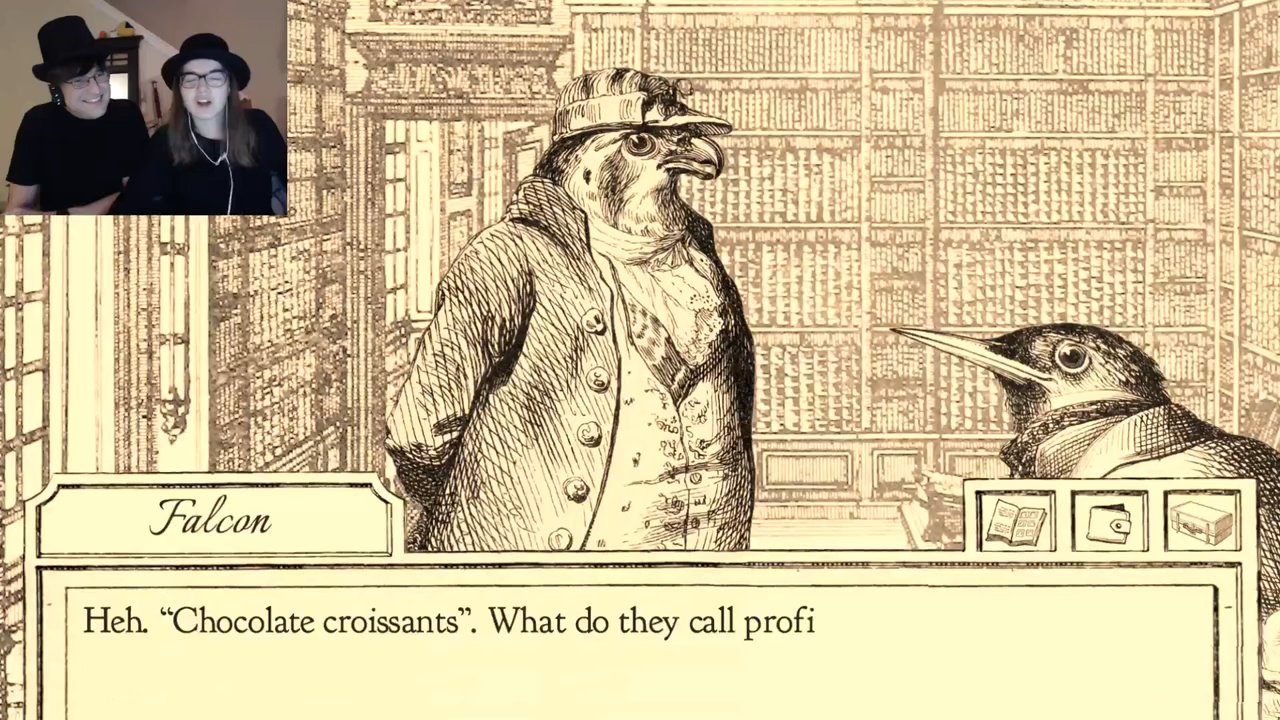 Falcon
Heh. “Chocolate croissants”. What do they call profi